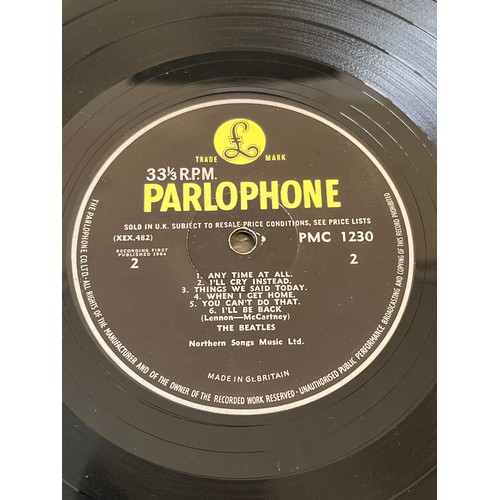 £
TRADE MARK
33⅓ R.P.M.
PARLOPHONE
SOLD IN U.K. SUBJECT TO RESALE PRICE CONDITIONS, SEE PRICE LISTS
(XEX.482)
PMC 1230
RECORDING FIRST
PUBLISHED 1964
2
2
1. ANY TIME AT ALL.
2. I'LL CRY INSTEAD.
3. THINGS WE SAID TODAY.
4. WHEN I GET HOME.
5. YOU CAN'T DO THAT.
6. I'LL BE BACK
(Lennon—McCartney)
THE BEATLES
Northern Songs Music Ltd.
MADE IN Gt.BRITAIN
THE PARLOPHONE CO.LTD. ALL RIGHTS OF THE MANUFACTURER AND OF THE OWNER OF THE RECORDED WORK RESERVED - UNAUTHORISED PUBLIC PERFORMANCE BROADCASTING AND COPYING OF THIS RECORD PROHIBITED